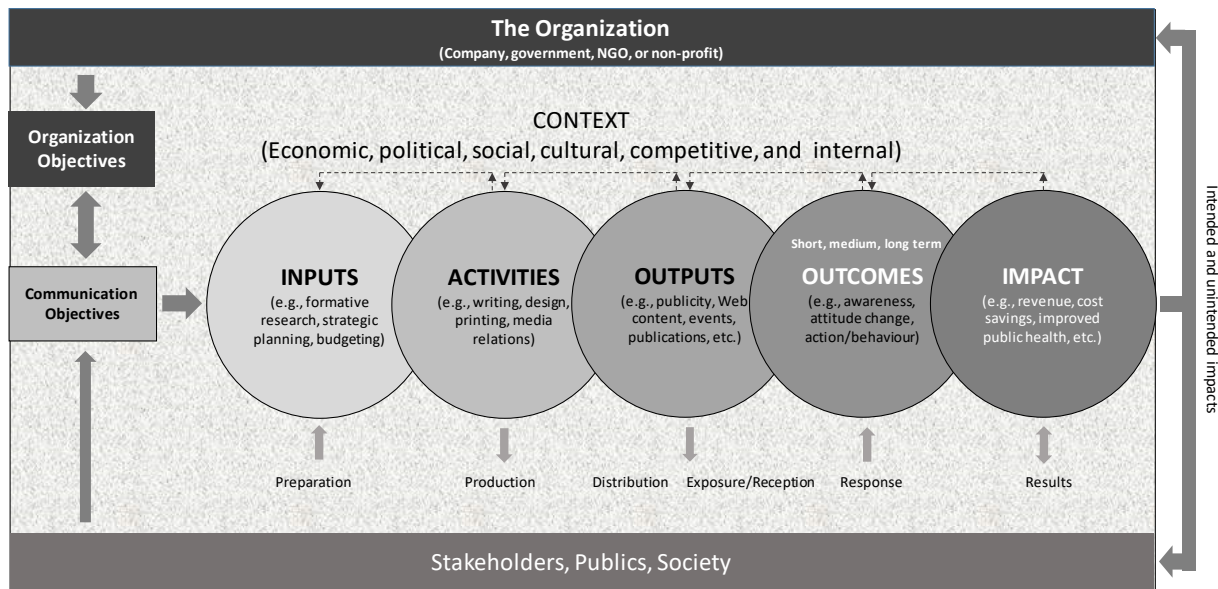 The Organization
(Company, government, NGO, or non-profit)
Organization
Objectives
CONTEXT
(Economic, political, social, cultural, competitive, and internal)
Communication
Objectives
INPUTS
(e.g., formative
research, strategic
planning, budgeting)
ACTIVITIES
(e.g., writing, design,
printing, media
relations)
OUTPUTS
(e.g., publicity, Web
content, events,
publications, etc.)
Short, medium, long term
OUTCOMES
(e.g., awareness,
attitude change,
action/behaviour)
IMPACT
(e.g., revenue, cost
savings, improved
public health, etc.)
Preparation
Production
Distribution
Exposure/Reception
Response
Results
Stakeholders, Publics, Society
Intended and unintended impacts